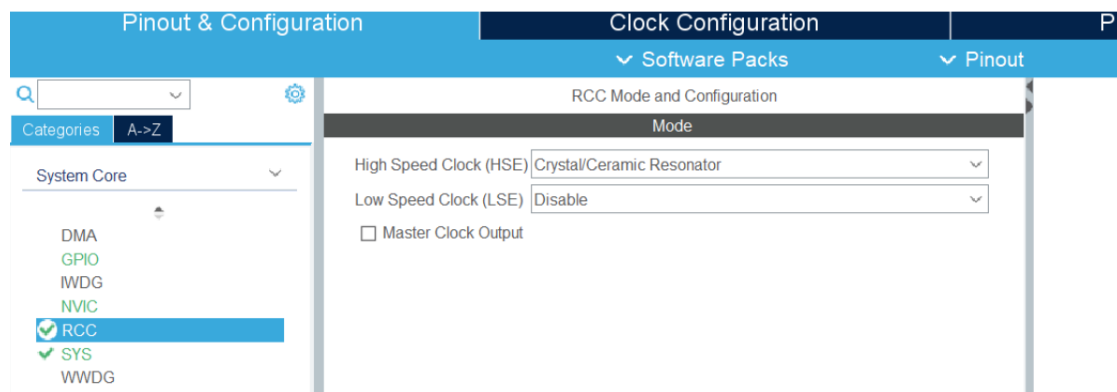 Pinout & Configuration
Clock Configuration
P
Software Packs
Pinout
Categories
A->Z
System Core
DMA
GPIO
IWDG
NVIC
RCC
SYS
WWDG
RCC Mode and Configuration
Mode
High Speed Clock (HSE) Crystal/Ceramic Resonator
Low Speed Clock (LSE) Disable
Master Clock Output